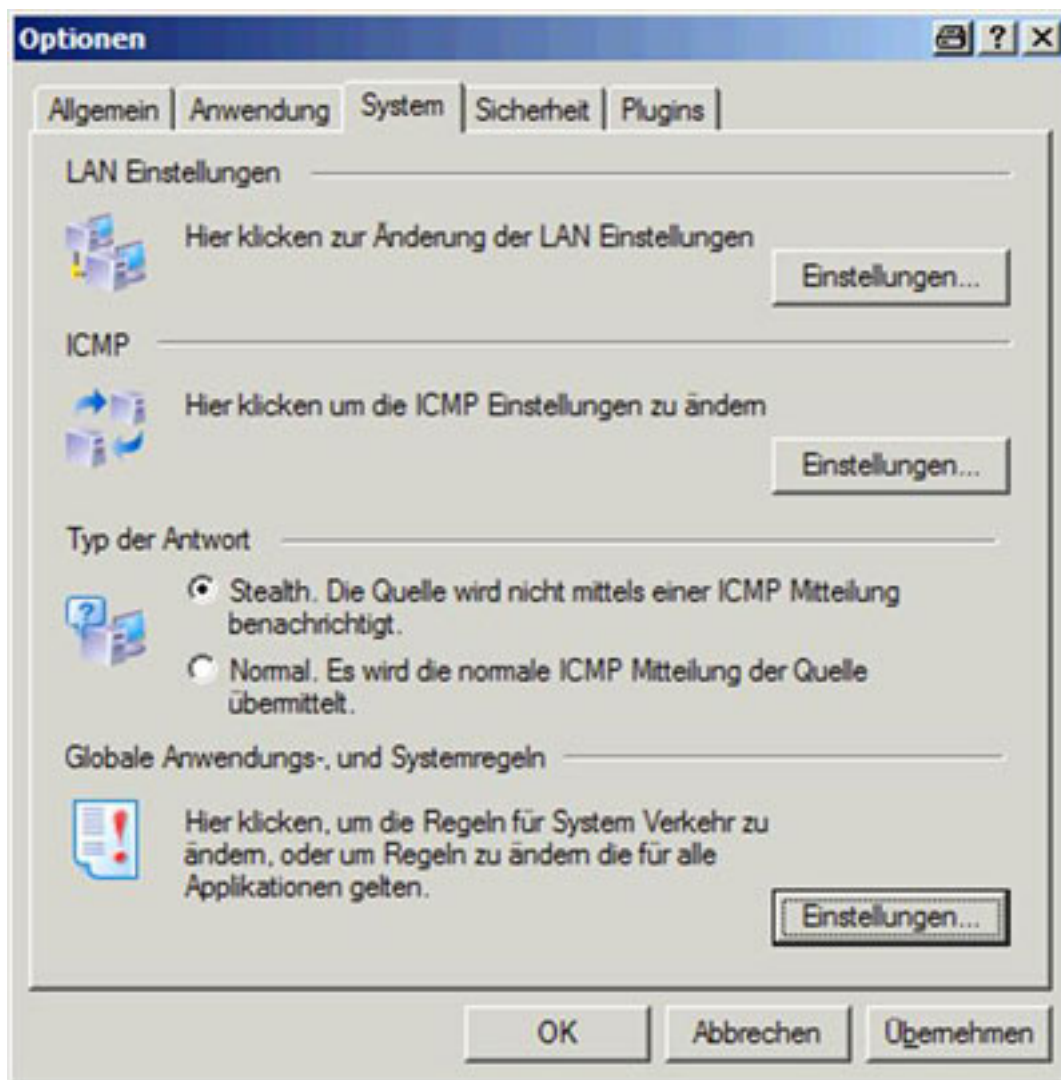 Optionen
Allgemein
Anwendung
System
Sicherheit
Plugins
LAN Einstellungen
Hier klicken zur Änderung der LAN Einstellungen
Einstellungen...
ICMP
Hier klicken um die ICMP Einstellungen zu ändern
Einstellungen...
Typ der Antwort
Stealth. Die Quelle wird nicht mittels einer ICMP Mitteilung
benachrichtigt.
Normal. Es wird die normale ICMP Mitteilung der Quelle
übermittelt.
Globale Anwendungs-, und Systemregeln
Hier klicken, um die Regeln für System Verkehr zu
ändern, oder um Regeln zu ändern die für alle
Applikationen gelten.
Einstellungen...
OK
Abbrechen
Übernehmen